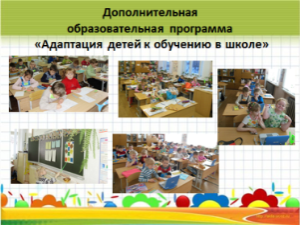 Дополнительная
образовательная программа
«Адаптация детей к обучению в школе»